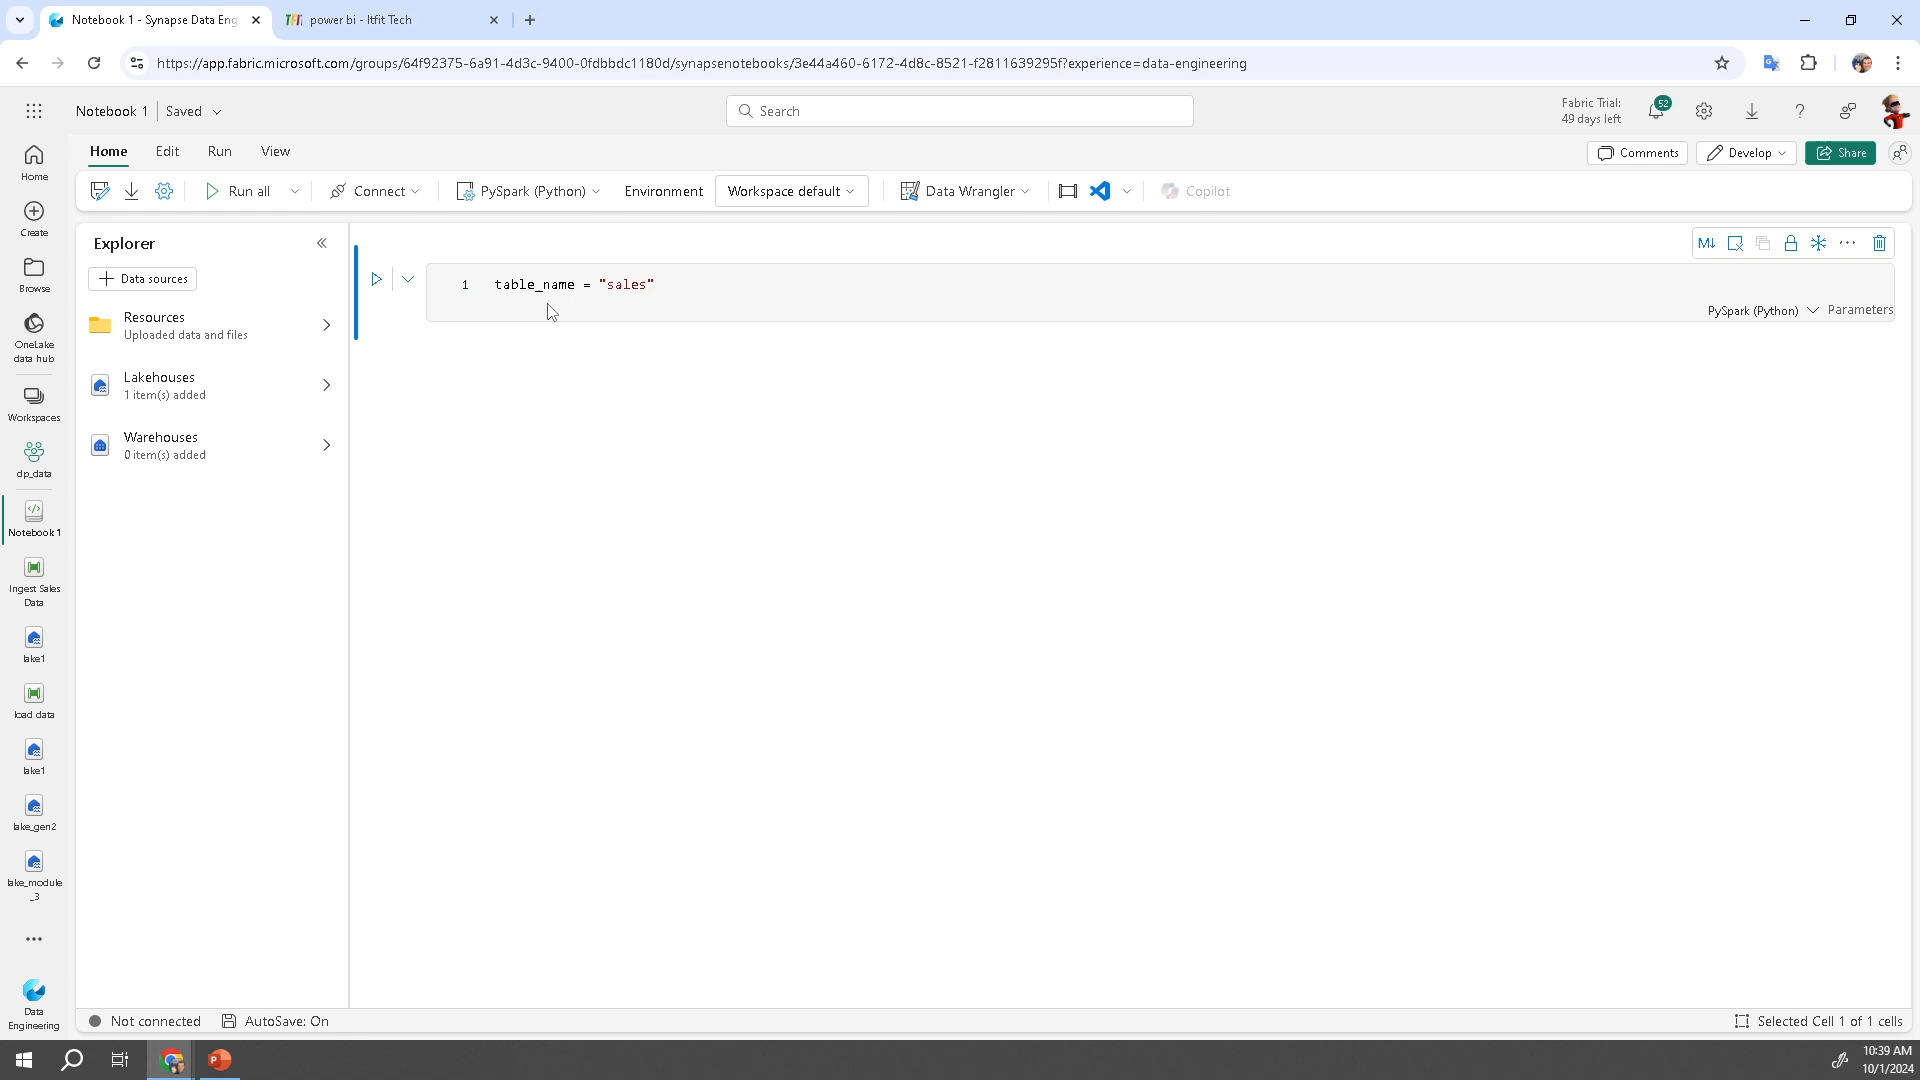 Notebook 1 - Synapse Data Eng
power bi - Itfit Tech
https://app.fabric.microsoft.com/groups/64f92375-6a91-4d3c-9400-0fdbbdc1180d/synapsenotebooks/3e44a460-6172-4d8c-8521-f2811639295f?experience=data-engineering
Notebook 1
Saved
Search
Fabric Trial:
49 days left
52
Home
Edit
Run
View
Comments
Develop
Share
Run all
Connect
PySpark (Python)
Environment
Workspace default
Data Wrangler
Copilot
Home
Create
Browse
OneLake
data hub
Workspaces
dp_data
Notebook 1
Ingest Sales
Data
lake1
load data
lake1
lake_gen2
lake_module
_3
Data
Engineering
Explorer
Data sources
Resources
Uploaded data and files
Lakehouses
1 item(s) added
Warehouses
0 item(s) added
M↓
1 table_name = "sales"
PySpark (Python)
Parameters
Not connected
AutoSave: On
Selected Cell 1 of 1 cells
10:39 AM
10/1/2024